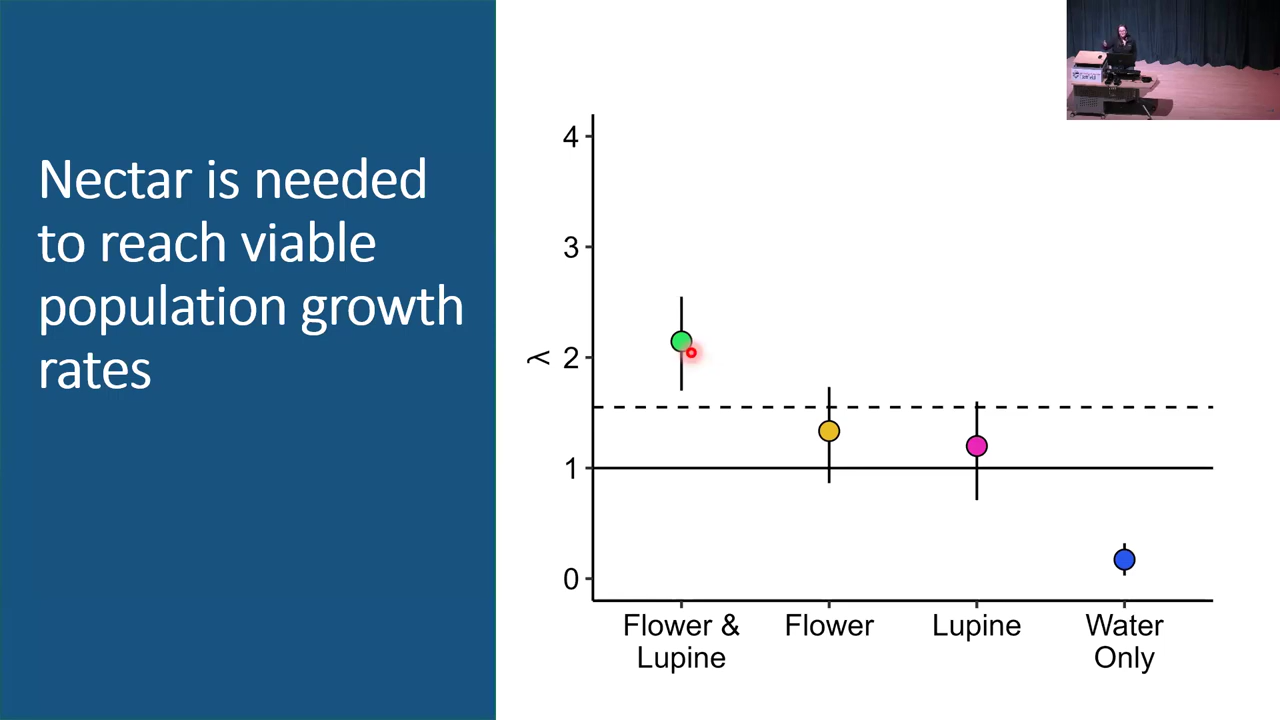 Nectar is needed
to reach viable
population growth
rates
4
3
2
1
0
λ
Flower &
Lupine
Flower
Lupine
Water
Only